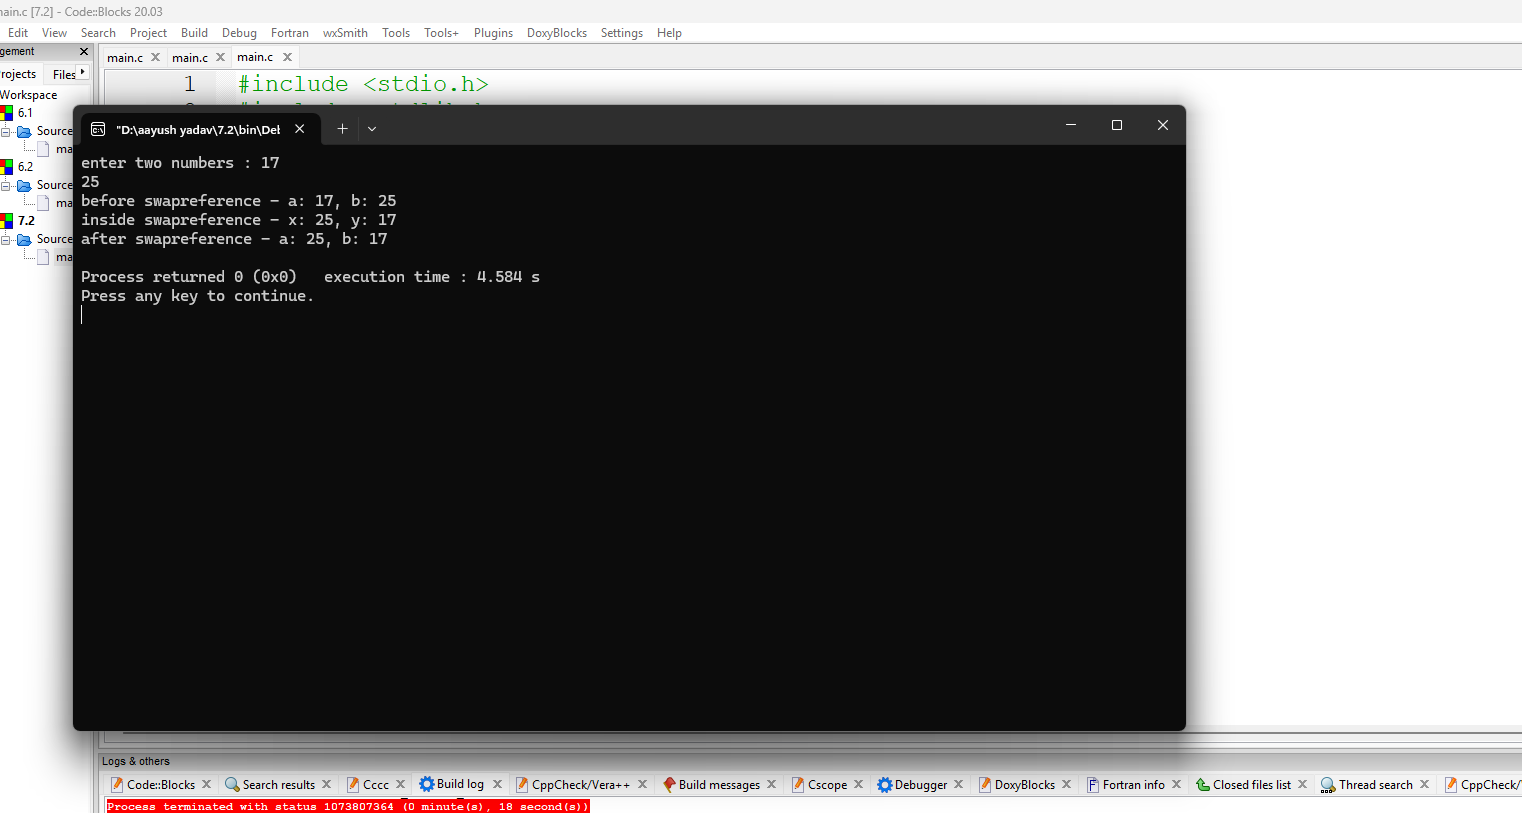 main.c [7.2] - Code::Blocks 20.03
Edit View Search Project Build Debug Fortran wxSmith Tools Tools+ Plugins DoxyBlocks Settings Help
gement
main.c main.c main.c
rojects Files
1 #include <stdio.h>
Workspace
6.1
Source
ma
6.2
Source
ma
7.2
Source
ma
"D:\aayush yadav\7.2\bin\Det
enter two numbers : 17
25
before swapreference - a: 17, b: 25
inside swapreference - x: 25, y: 17
after swapreference - a: 25, b: 17
Process returned 0 (0x0)   execution time : 4.584 s
Press any key to continue.
Logs & others
Code::Blocks Search results Cccc Build log CppCheck/Vera++ Build messages Cscope Debugger DoxyBlocks Fortran info Closed files list Thread search CppCheck/
Process terminated with status 1073807364 (0 minute(s), 18 second(s))